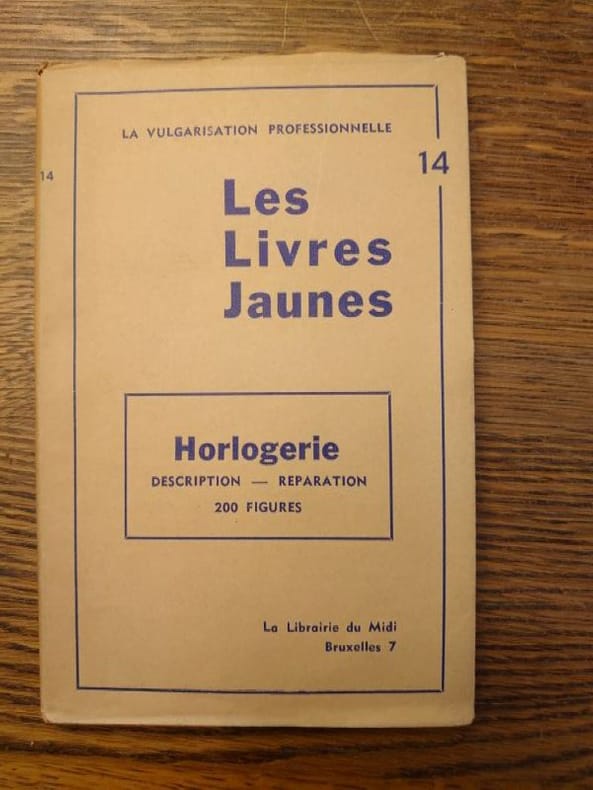 LA VULGARISATION PROFESSIONNELLE
14
14
Les
Livres
Jaunes
Horlogerie
DESCRIPTION — REPARATION
200 FIGURES
La Librairie du Midi
Bruxelles 7